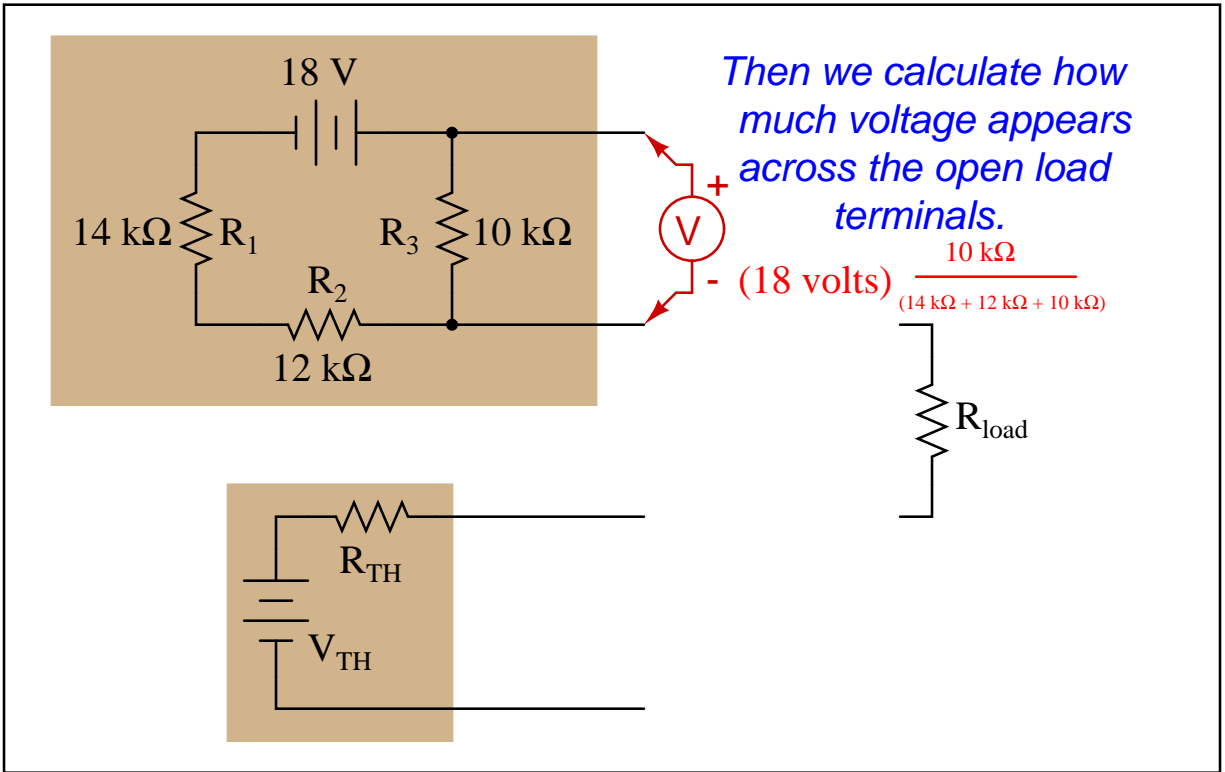 18 V
14 kΩ
R1
R3
10 kΩ
R2
12 kΩ
V
+
-
Then we calculate how
much voltage appears
across the open load
terminals.
(18 volts) 10 kΩ
(14 kΩ + 12 kΩ + 10 kΩ)
Rload
RTH
VTH